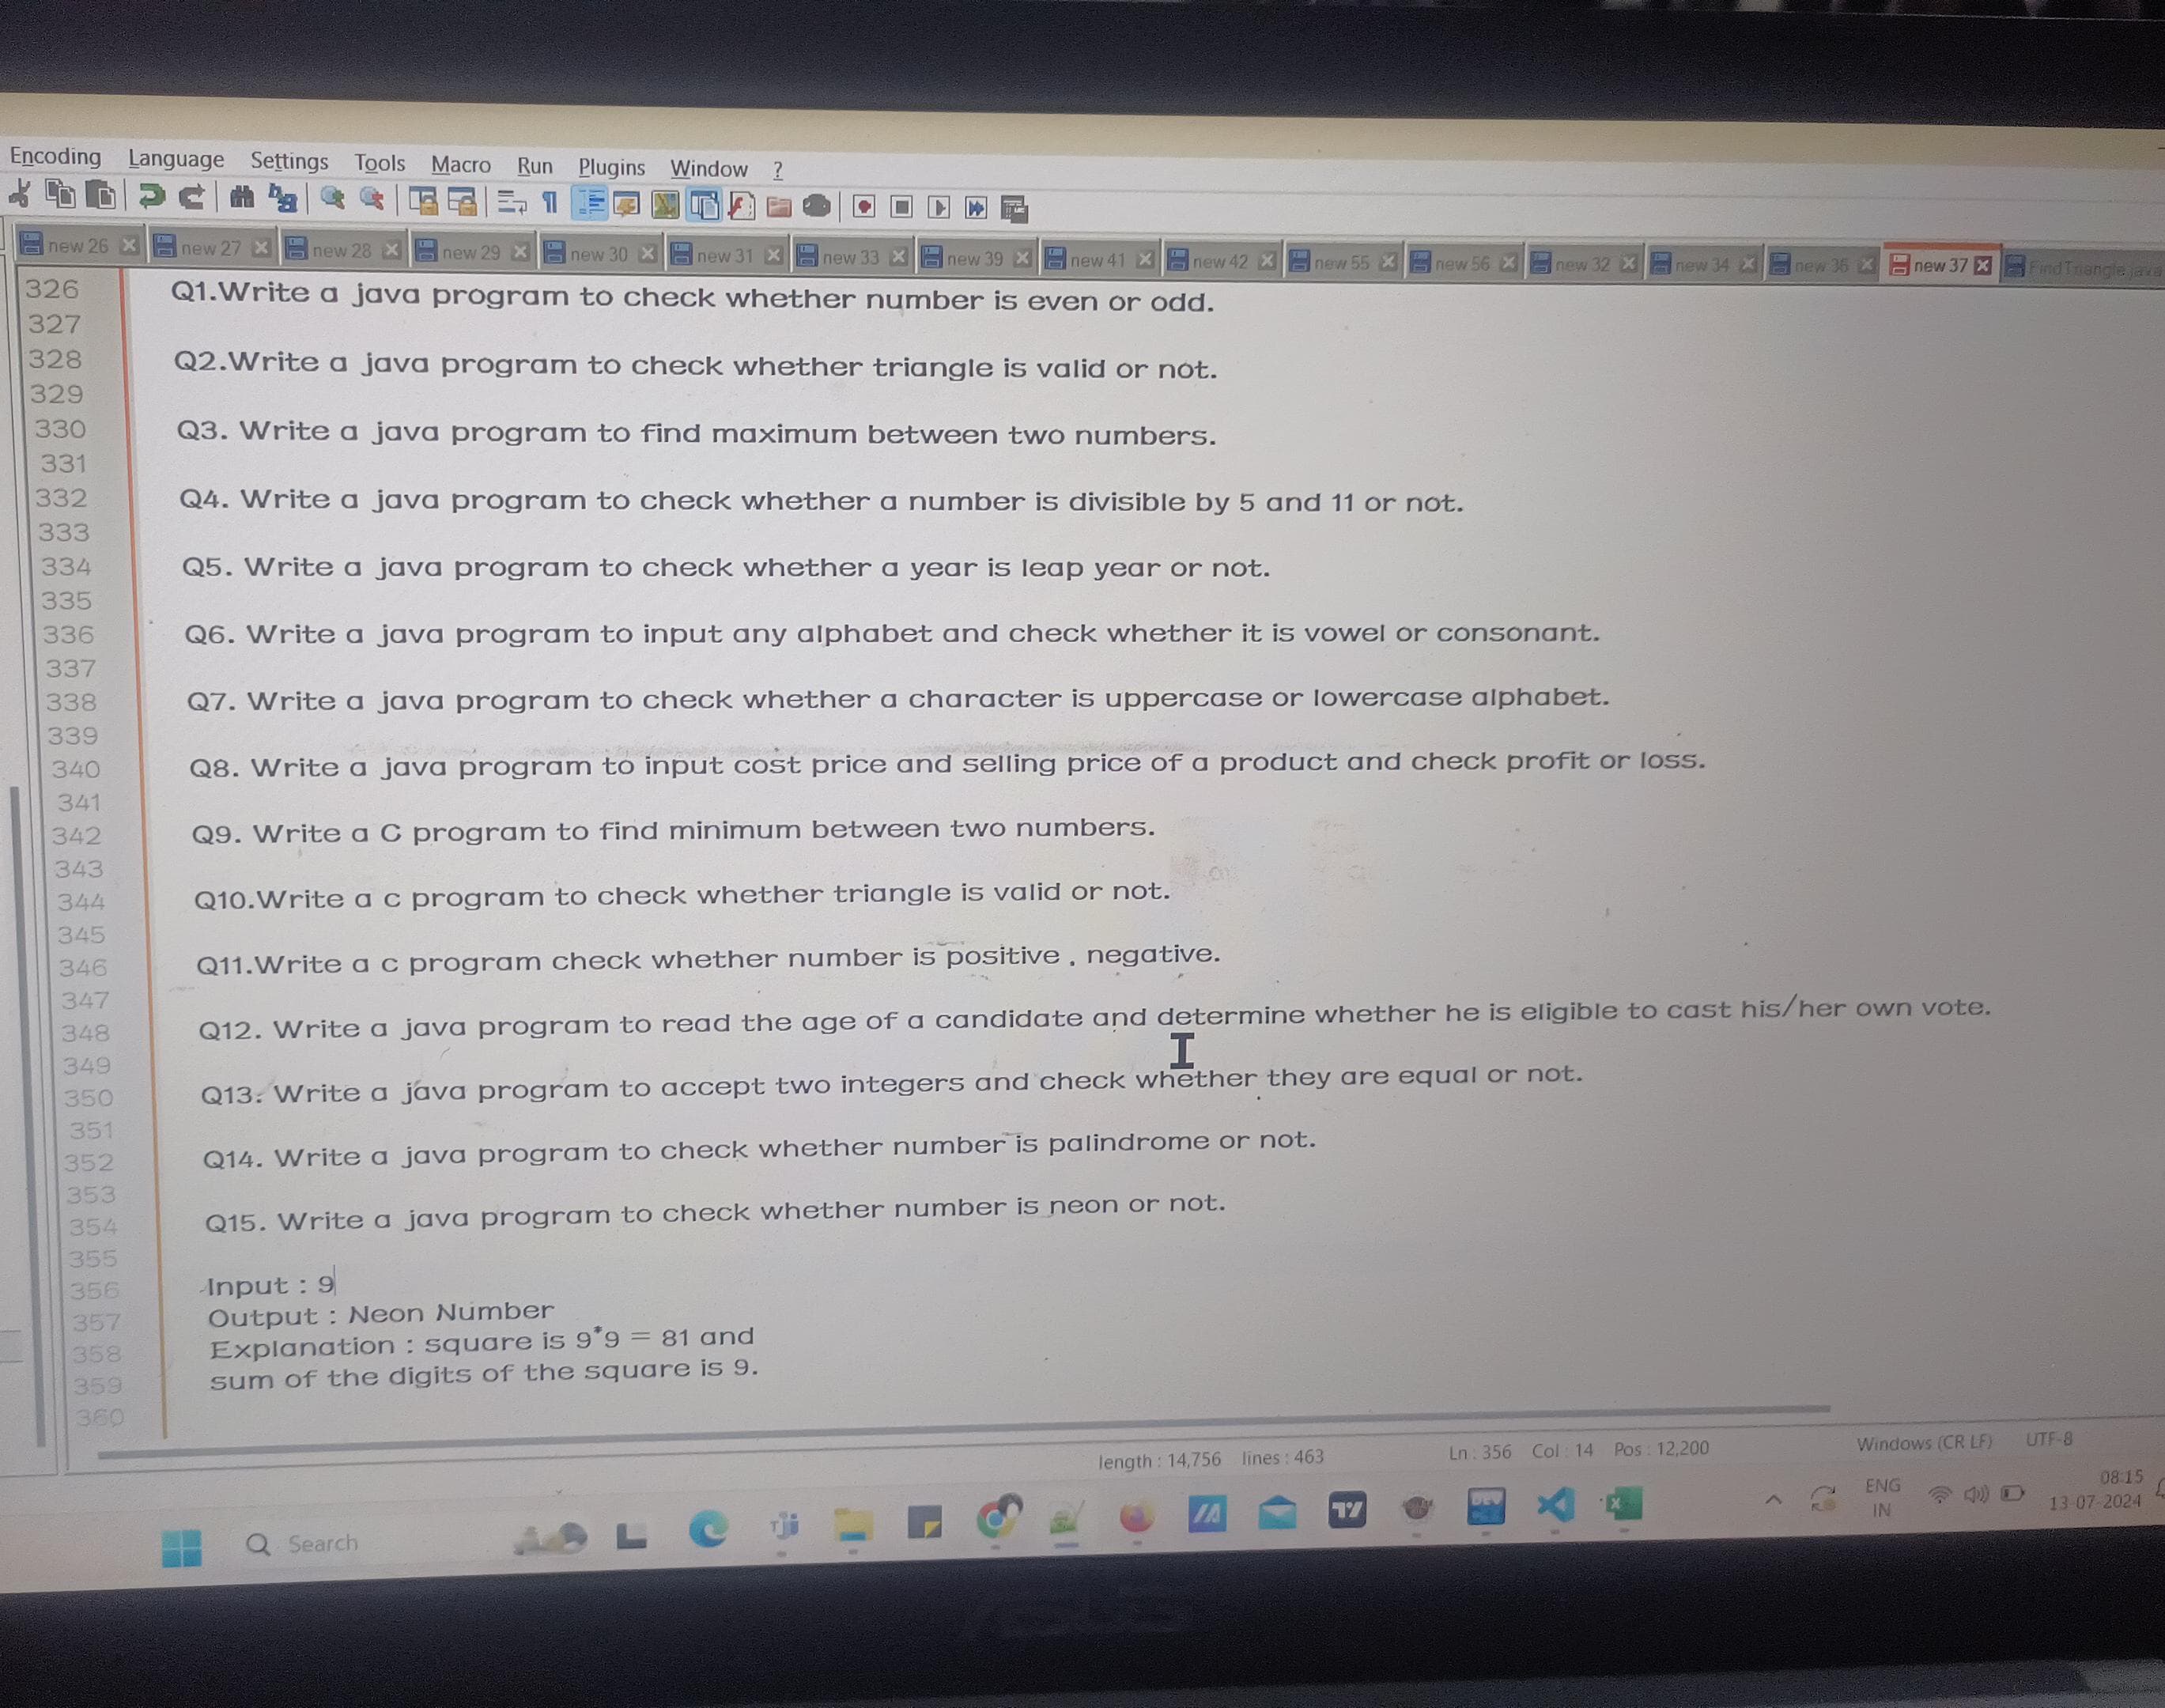 Encoding Language Settings Tools Macro Run Plugins Window ?
new 26 new 27 new 28 new 29 new 30 new 31 new 33 new 39 new 41 new 42 new 55 new 56 new 32 new 34 new 36 new 37 FindTriangle.java
326 Q1.Write a java program to check whether number is even or odd.
327
328 Q2.Write a java program to check whether triangle is valid or not.
329
330 Q3. Write a java program to find maximum between two numbers.
331
332 Q4. Write a java program to check whether a number is divisible by 5 and 11 or not.
333
334 Q5. Write a java program to check whether a year is leap year or not.
335
336 Q6. Write a java program to input any alphabet and check whether it is vowel or consonant.
337
338 Q7. Write a java program to check whether a character is uppercase or lowercase alphabet.
339
340 Q8. Write a java program to input cost price and selling price of a product and check profit or loss.
341
342 Q9. Write a C program to find minimum between two numbers.
343
344 Q10.Write a c program to check whether triangle is valid or not.
345
346 Q11.Write a c program check whether number is positive , negative.
347
348 Q12. Write a java program to read the age of a candidate and determine whether he is eligible to cast his/her own vote.
349
350 Q13. Write a java program to accept two integers and check whether they are equal or not.
351
352 Q14. Write a java program to check whether number is palindrome or not.
353
354 Q15. Write a java program to check whether number is neon or not.
355
356 Input : 9
357 Output : Neon Number
358 Explanation : square is 9*9 = 81 and
359 sum of the digits of the square is 9.
360
length : 14,756 lines : 463 Ln : 356 Col : 14 Pos : 12,200 Windows (CR LF) UTF-8
Search
ENG
IN
08:15
13-07-2024